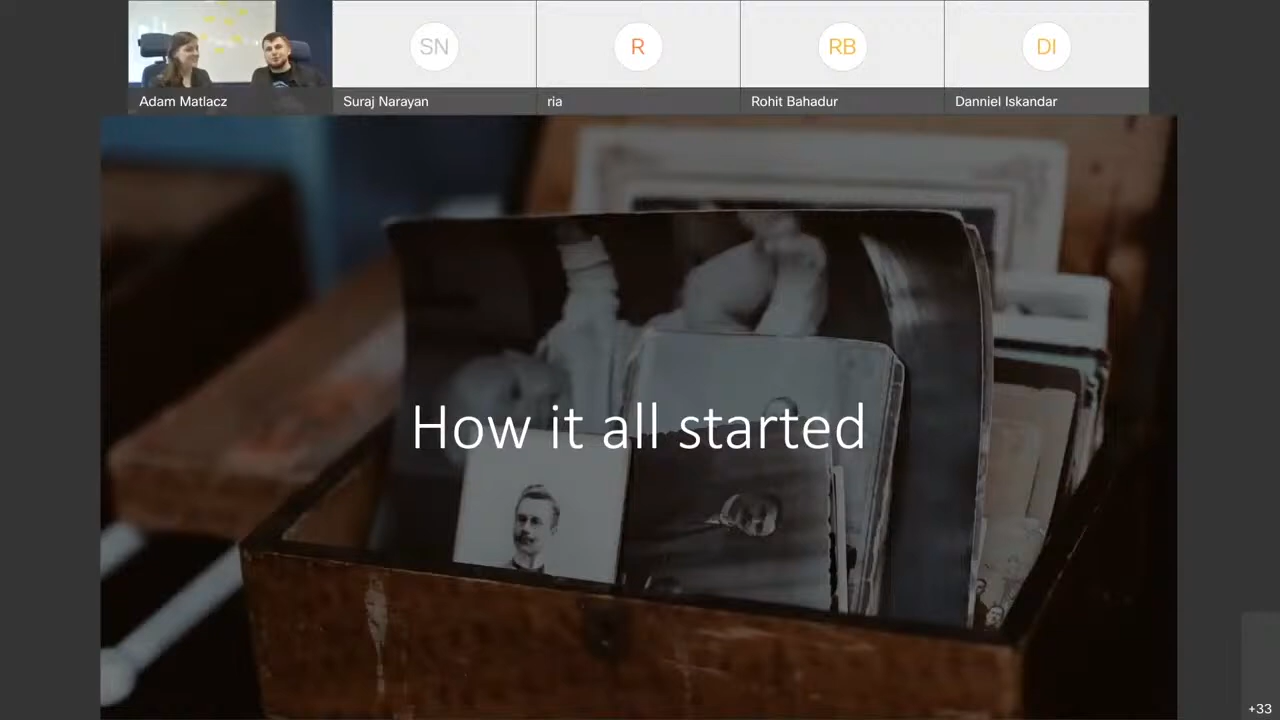 SN
R
RB
DI
Adam Matlacz
Suraj Narayan
ria
Rohit Bahadur
Danniel Iskandar
How it all started
+33